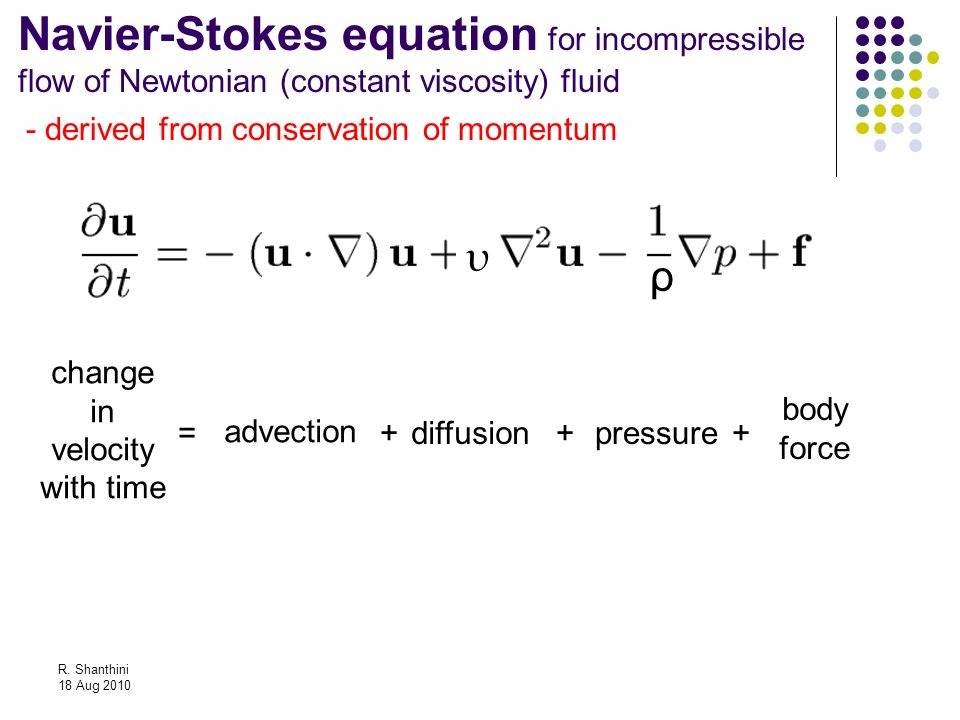 Navier-Stokes equation for incompressible
flow of Newtonian (constant viscosity) fluid
- derived from conservation of momentum
∂u/∂t = − (u · ∇) u + υ ∇²u − 1/ρ ∇p + f
change
in
velocity
with time
= advection + diffusion + pressure +
body
force
R. Shanthini
18 Aug 2010